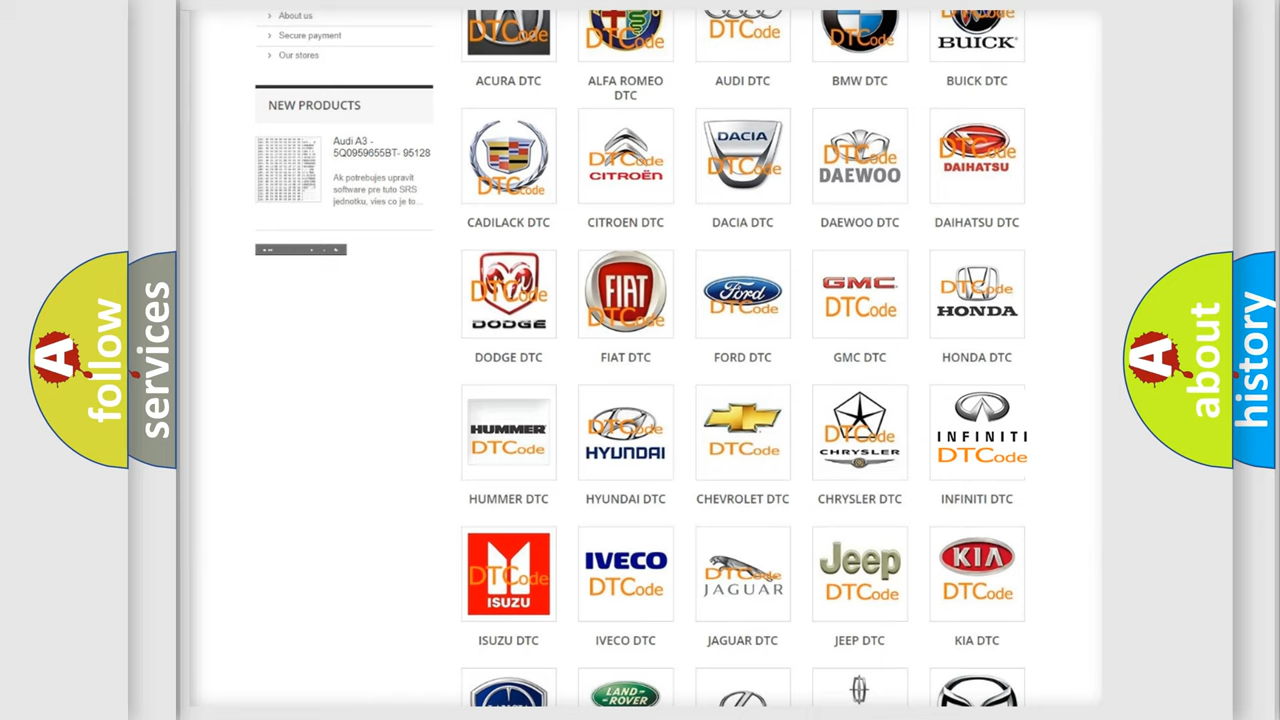 About us
Secure payment
Our stores
NEW PRODUCTS
Audi A3 -
5Q0959655BT- 95128
Ak potrebujes upravit
software pre tuto SRS
jednotku, vies co je to...
DTCode DTCode DTCode DTCode BUICK
ACURA DTC
ALFA ROMEO
DTC
AUDI DTC
BMW DTC
BUICK DTC
DTCode
DTCode
CITROËN
DACIA
DTCode
DTCode
DAEWOO
DTCode
DAIHATSU
CADILACK DTC
CITROEN DTC
DACIA DTC
DAEWOO DTC
DAIHATSU DTC
DTCode
DODGE
FIAT
DTCode
Ford
DTCode
GMC
DTCode
DTCode
HONDA
DODGE DTC
FIAT DTC
FORD DTC
GMC DTC
HONDA DTC
HUMMER
DTCode
DTCode
HYUNDAI
DTCode
DTCode
CHRYSLER
INFINITI
DTCode
HUMMER DTC
HYUNDAI DTC
CHEVROLET DTC
CHRYSLER DTC
INFINITI DTC
DTCode
ISUZU
IVECO
DTCode
DTCode
JAGUAR
Jeep
DTCode
KIA
DTCode
ISUZU DTC
IVECO DTC
JAGUAR DTC
JEEP DTC
KIA DTC
LAND-
ROVER
A
follow
services
A
about
history